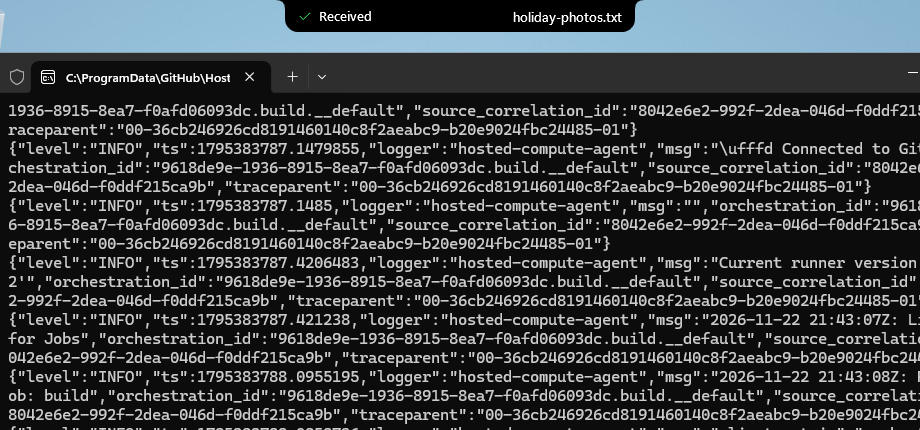 Received holiday-photos.txt
C:\ProgramData\GitHub\Host
1936-8915-8ea7-f0afd06093dc.build.__default","source_correlation_id":"8042e6e2-992f-2dea-046d-f0ddf215
raceparent":"00-36cb246926cd8191460140c8f2aeabc9-b20e9024fbc24485-01"}
{"level":"INFO","ts":1795383787.1479855,"logger":"hosted-compute-agent","msg":"\ufffd Connected to Git
chestration_id":"9618de9e-1936-8915-8ea7-f0afd06093dc.build.__default","source_correlation_id":"8042e
2dea-046d-f0ddf215ca9b","traceparent":"00-36cb246926cd8191460140c8f2aeabc9-b20e9024fbc24485-01"}
{"level":"INFO","ts":1795383787.1485,"logger":"hosted-compute-agent","msg":"","orchestration_id":"9618
6-8915-8ea7-f0afd06093dc.build.__default","source_correlation_id":"8042e6e2-992f-2dea-046d-f0ddf215ca9
eparent":"00-36cb246926cd8191460140c8f2aeabc9-b20e9024fbc24485-01"}
{"level":"INFO","ts":1795383787.4206483,"logger":"hosted-compute-agent","msg":"Current runner version
2'","orchestration_id":"9618de9e-1936-8915-8ea7-f0afd06093dc.build.__default","source_correlation_id"
2-992f-2dea-046d-f0ddf215ca9b","traceparent":"00-36cb246926cd8191460140c8f2aeabc9-b20e9024fbc24485-01"
{"level":"INFO","ts":1795383787.421238,"logger":"hosted-compute-agent","msg":"2026-11-22 21:43:07Z: Li
for Jobs","orchestration_id":"9618de9e-1936-8915-8ea7-f0afd06093dc.build.__default","source_correlatio
042e6e2-992f-2dea-046d-f0ddf215ca9b","traceparent":"00-36cb246926cd8191460140c8f2aeabc9-b20e9024fbc24
{"level":"INFO","ts":1795383788.0955195,"logger":"hosted-compute-agent","msg":"2026-11-22 21:43:08Z: R
ob: build","orchestration_id":"9618de9e-1936-8915-8ea7-f0afd06093dc.build.__default","source_correlat
8042e6e2-992f-2dea-046d-f0ddf215ca9b","traceparent":"00-36cb246926cd8191460140c8f2aeabc9-b20e9024fbc2